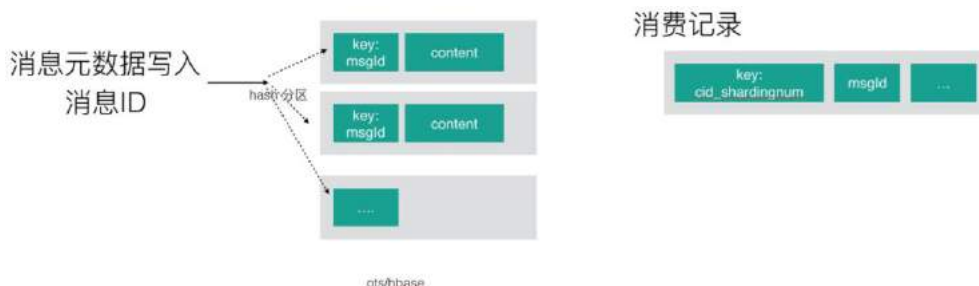 消息元数据写入
消息ID
hash分区
key:
msgId
content
key:
msgId
content
....
ots/hbase
消费记录
key:
cid_shardingnum
msgId
...